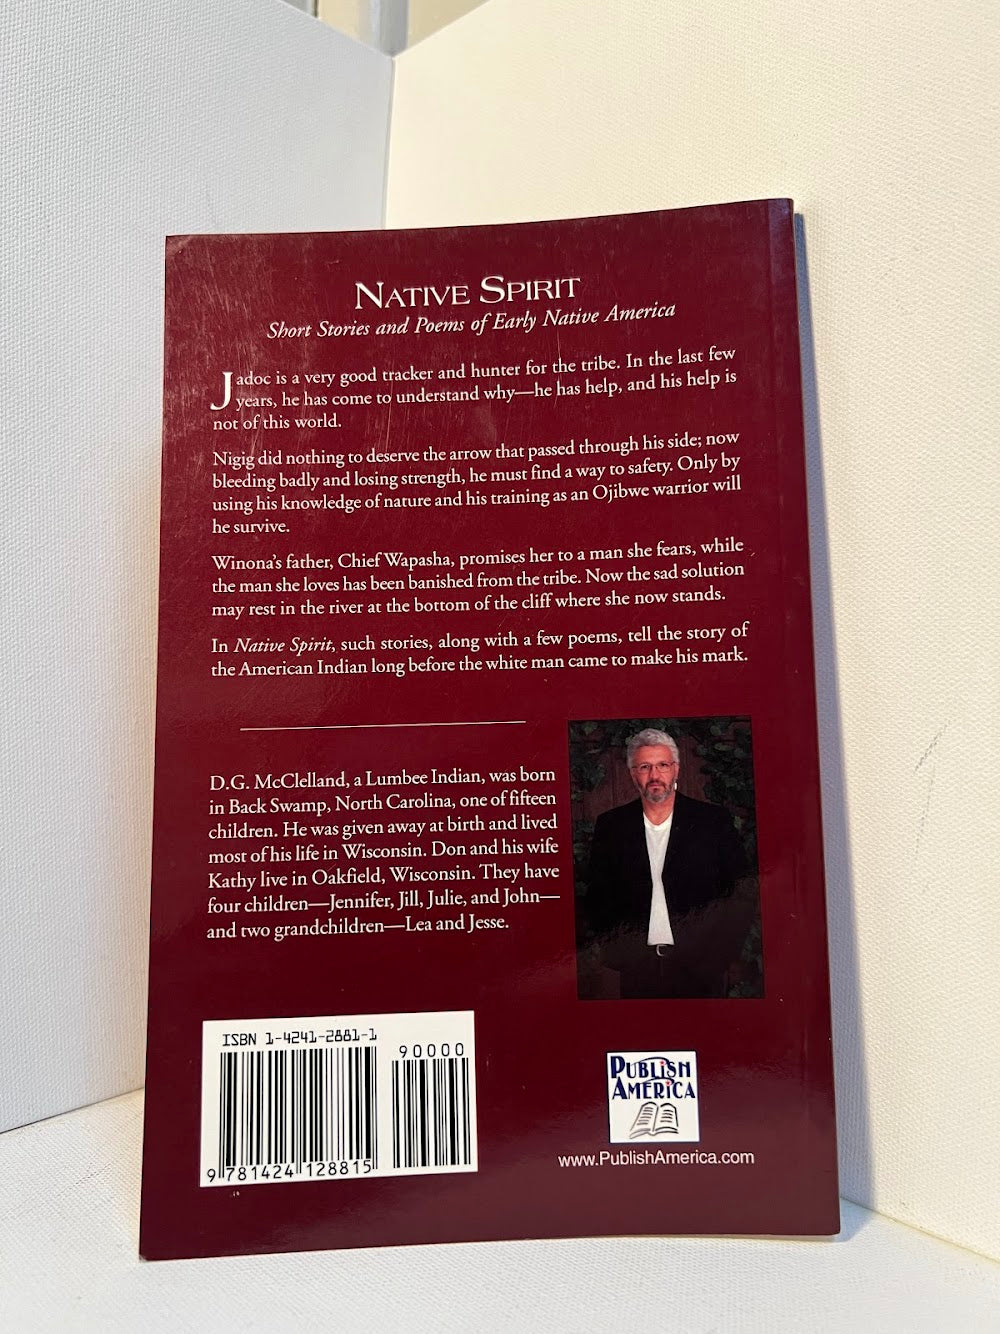 NATIVE SPIRIT
Short Stories and Poems of Early Native America
Jadoc is a very good tracker and hunter for the tribe. In the last few
years, he has come to understand why—he has help, and his help is
not of this world.
Nigig did nothing to deserve the arrow that passed through his side; now
bleeding badly and losing strength, he must find a way to safety. Only by
using his knowledge of nature and his training as an Ojibwe warrior will
he survive.
Winona's father, Chief Wapasha, promises her to a man she fears, while
the man she loves has been banished from the tribe. Now the sad solution
may rest in the river at the bottom of the cliff where she now stands.
In Native Spirit, such stories, along with a few poems, tell the story of
the American Indian long before the white man came to make his mark.
D.G. McClelland, a Lumbee Indian, was born
in Back Swamp, North Carolina, one of fifteen
children. He was given away at birth and lived
most of his life in Wisconsin. Don and his wife
Kathy live in Oakfield, Wisconsin. They have
four children—Jennifer, Jill, Julie, and John—
and two grandchildren—Lea and Jesse.
ISBN 1-4241-2881-1
90000
9 781424 128815
PUBLISH
AMERICA
www.PublishAmerica.com